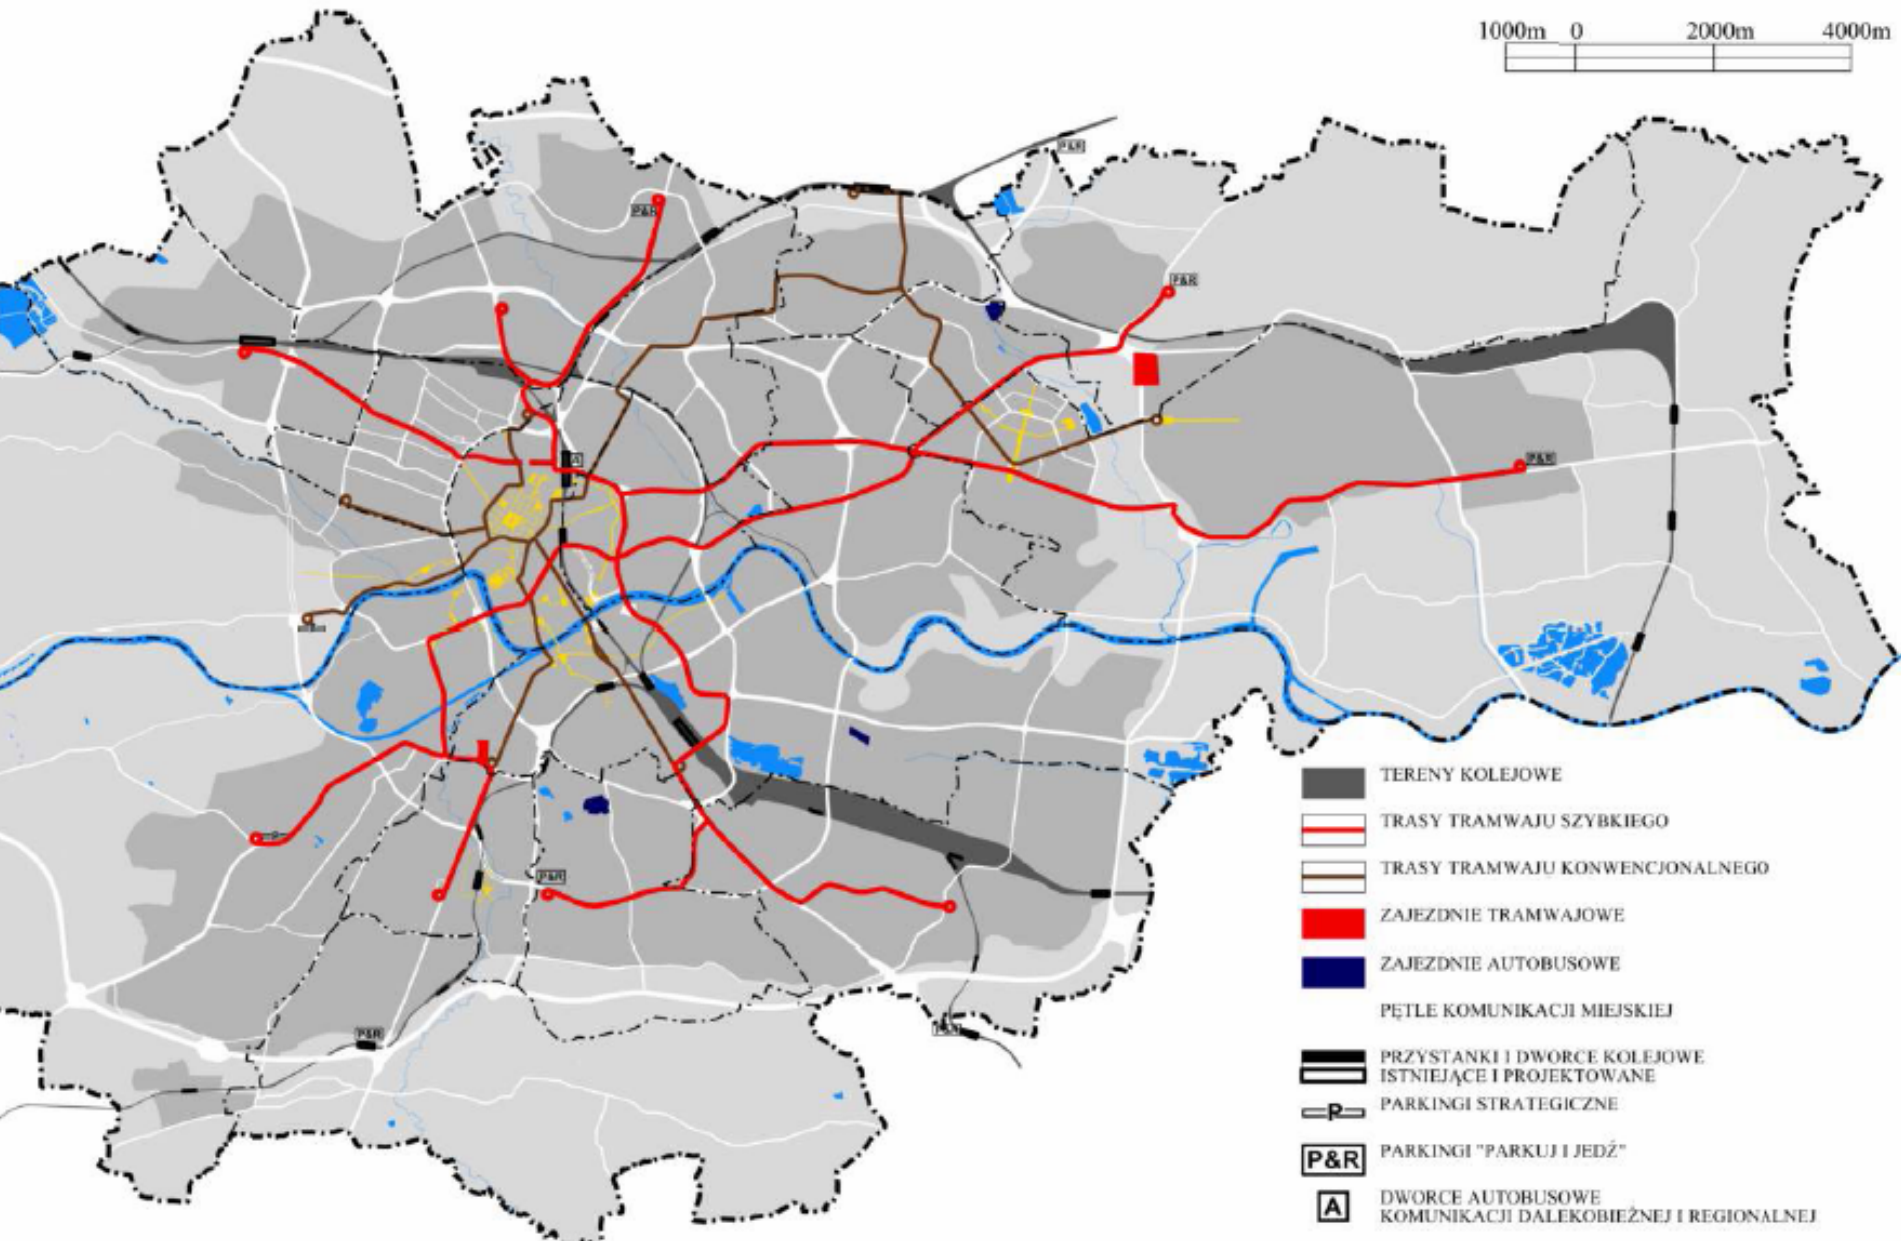 1000m 0 2000m 4000m
P&R
P&R
P&R
A
P&R
P
P&R
P&R
P&R
TERENY KOLEJOWE
TRASY TRAMWAJU SZYBKIEGO
TRASY TRAMWAJU KONWENCJONALNEGO
ZAJEZDNIE TRAMWAJOWE
ZAJEZDNIE AUTOBUSOWE
PĘTLE KOMUNIKACJI MIEJSKIEJ
PRZYSTANKI I DWORCE KOLEJOWE
ISTNIEJĄCE I PROJEKTOWANE
P PARKINGI STRATEGICZNE
P&R PARKINGI "PARKUJ I JEDŹ"
A DWORCE AUTOBUSOWE
KOMUNIKACJI DALEKOBIEŻNEJ I REGIONALNEJ